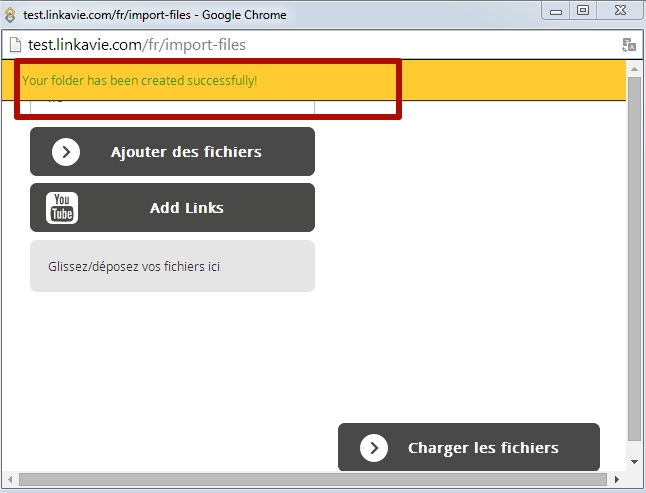 test.linkavie.com/fr/import-files - Google Chrome
test.linkavie.com/fr/import-files
Your folder has been created successfully!
Ajouter des fichiers
You Tube
Add Links
Glissez/déposez vos fichiers ici
Charger les fichiers